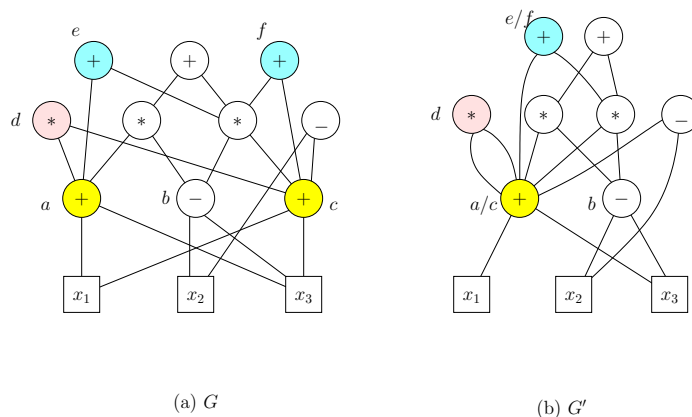 e f e/f
+ + + + +
d * * * − d * * * −
a + b − + c a/c + b −
x₁ x₂ x₃ x₁ x₂ x₃
(a) G (b) G′